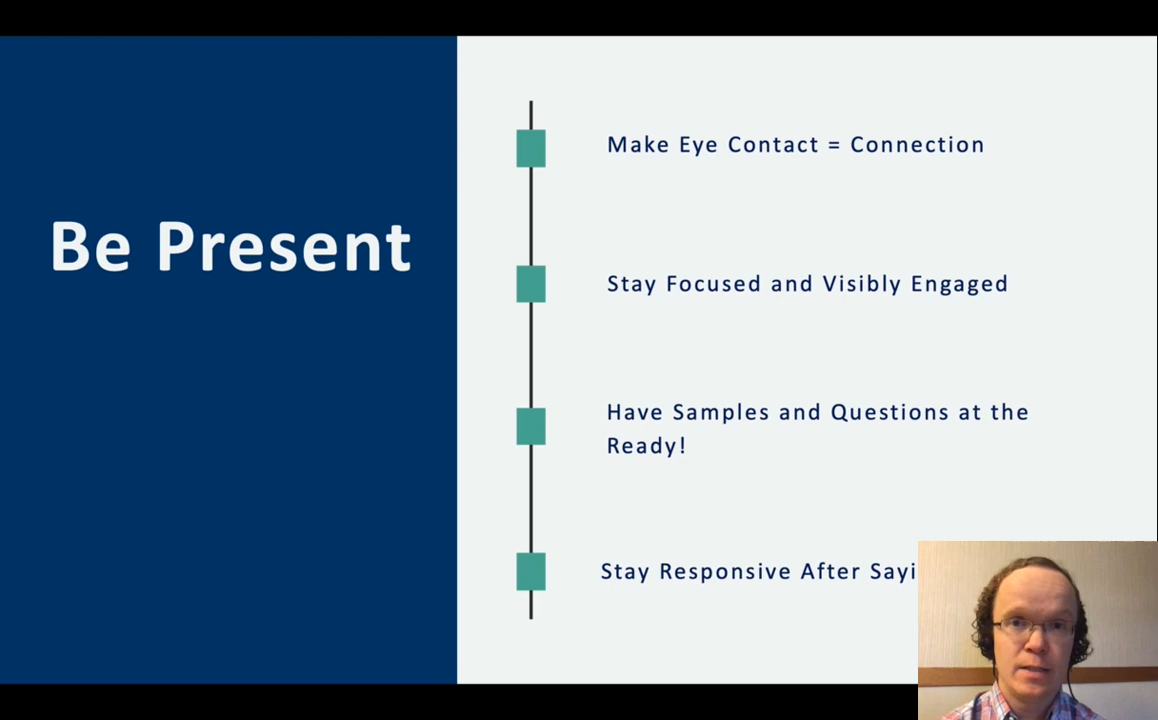 Be Present
Make Eye Contact = Connection
Stay Focused and Visibly Engaged
Have Samples and Questions at the
Ready!
Stay Responsive After